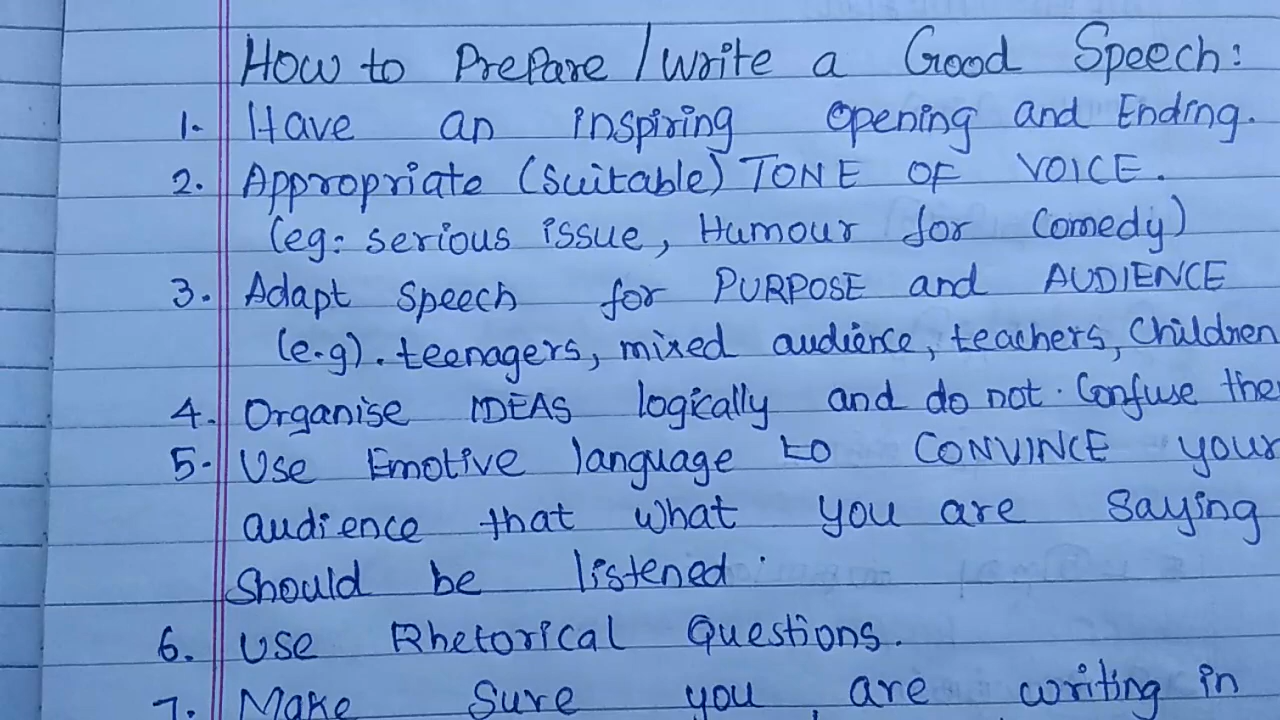 How to Prepare / Write a Good Speech:
1. Have an inspiring opening and Ending.
2. Appropriate (Suitable) TONE OF VOICE.
(eg: serious issue, Humour for Comedy)
3. Adapt speech for PURPOSE and AUDIENCE
(e.g). teenagers, mixed audience, teachers, Children
4. Organise IDEAS logically and do not. Confuse the
5. Use Emotive language to CONVINCE your
audience that what you are saying
should be listened.
6. Use Rhetorical Questions.
7. Make sure you are writing in